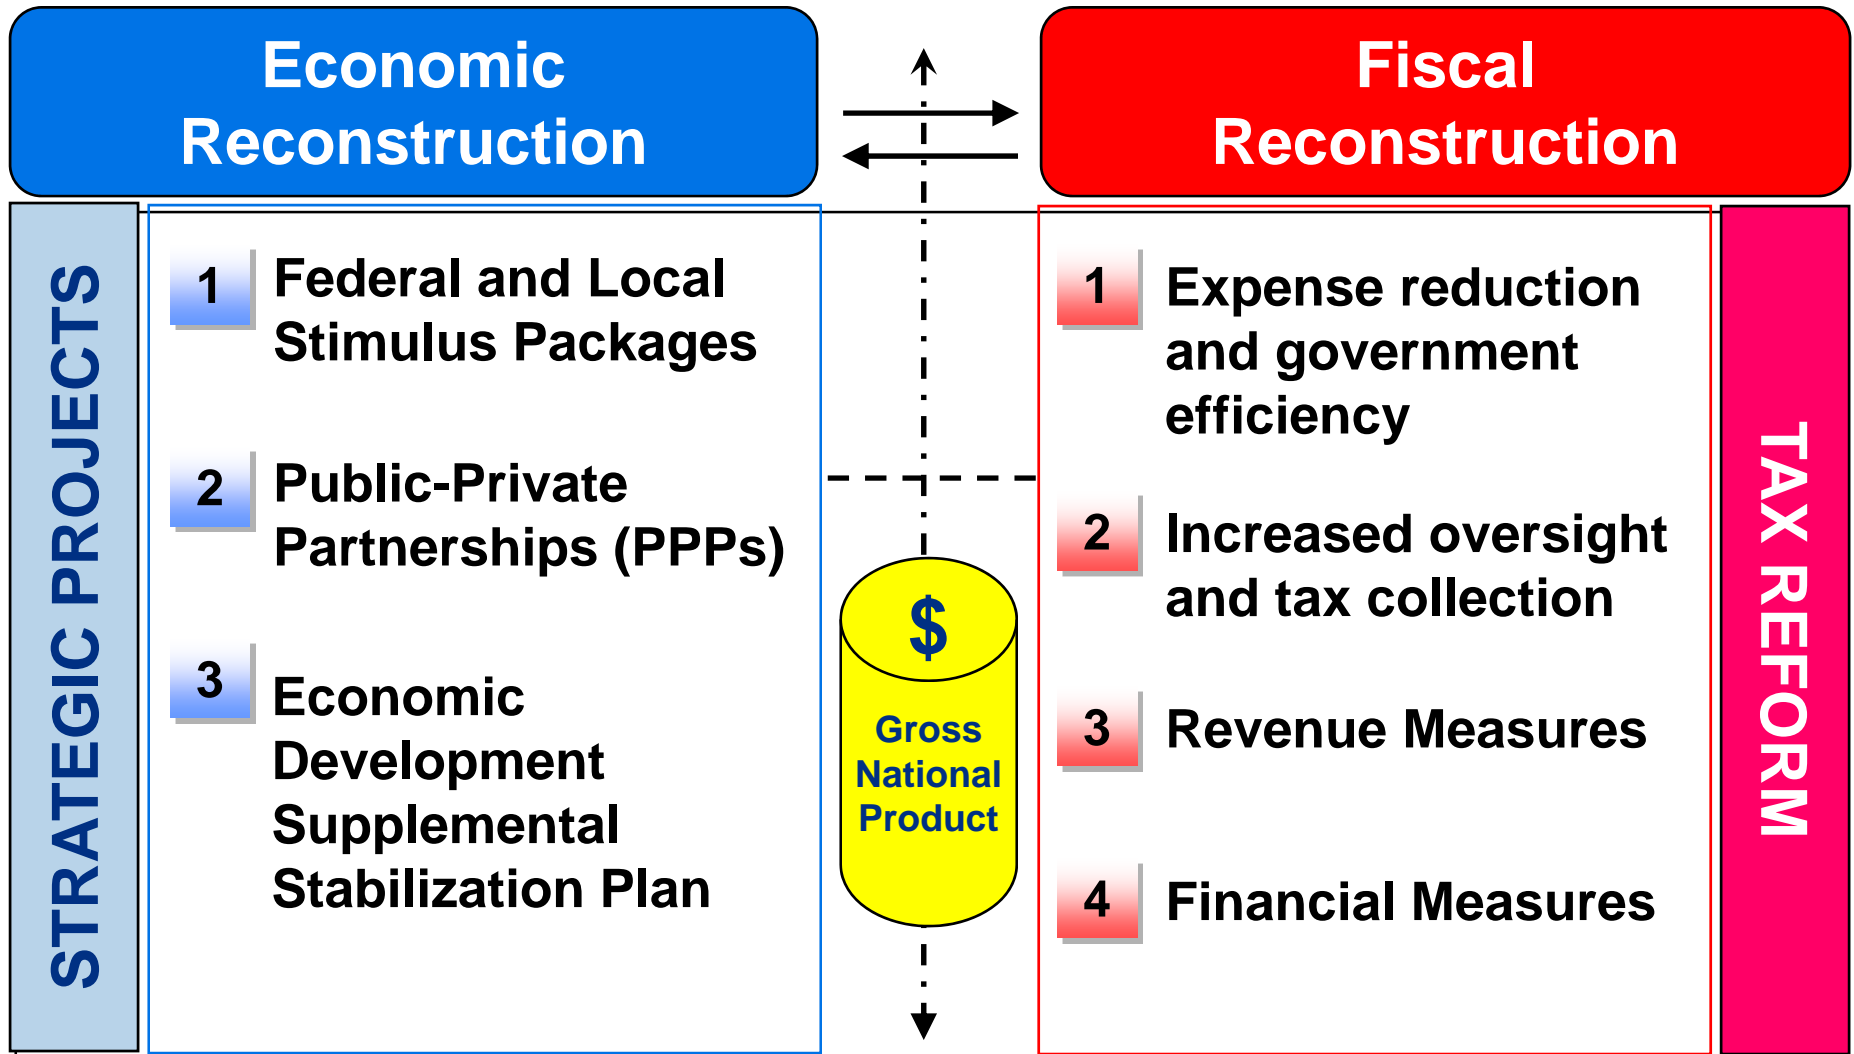 Economic
Reconstruction
Fiscal
Reconstruction
STRATEGIC PROJECTS
1
Federal and Local
Stimulus Packages
2
Public-Private
Partnerships (PPPs)
3
Economic
Development
Supplemental
Stabilization Plan
$
Gross
National
Product
1
Expense reduction
and government
efficiency
2
Increased oversight
and tax collection
3
Revenue Measures
4
Financial Measures
TAX REFORM